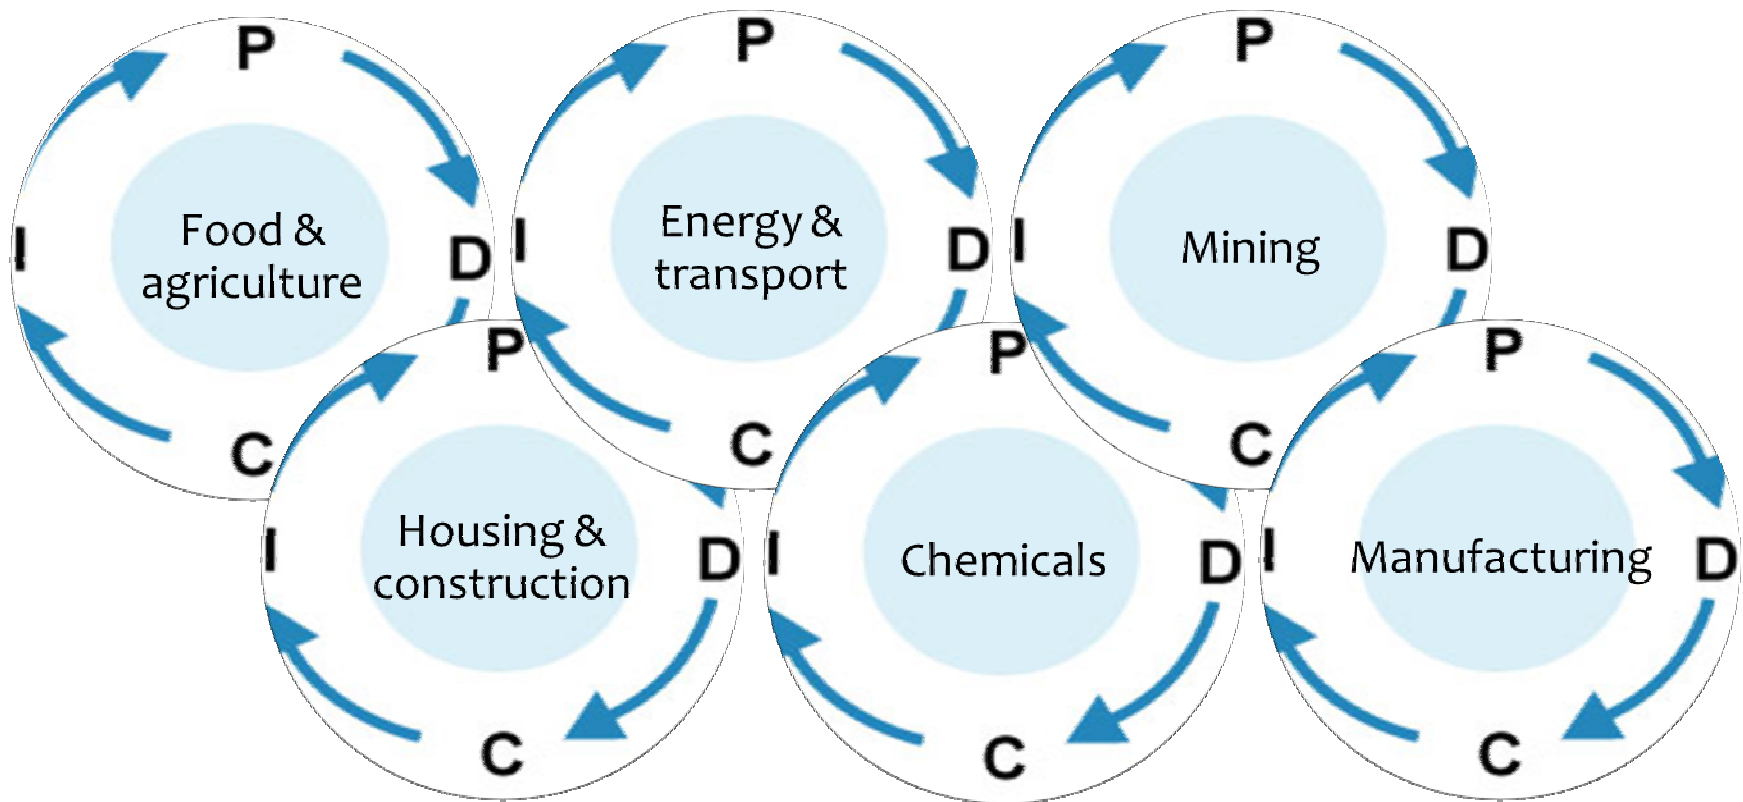 P
D
C
I
Food &
agriculture
P
D
C
I
Energy &
transport
P
D
C
I
Mining
P
D
C
I
Housing &
construction
P
D
C
I
Chemicals
P
D
C
I
Manufacturing